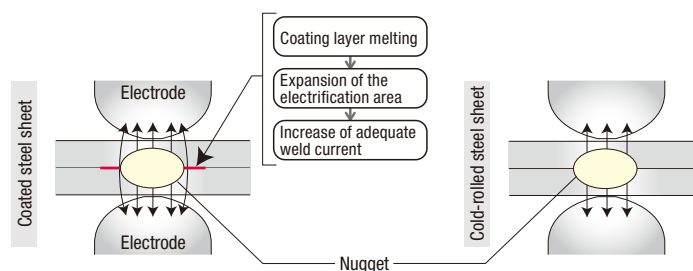 Coating layer melting
Expansion of the
electrification area
Increase of adequate
weld current
Coated steel sheet
Electrode
Electrode
Cold-rolled steel sheet
Nugget